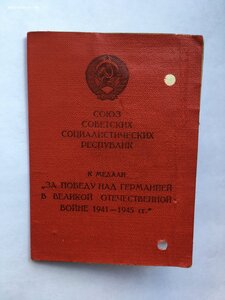 СОЮЗ
СОВЕТСКИХ
СОЦИАЛИСТИЧЕСКИХ
РЕСПУБЛИК
К МЕДАЛИ
„ЗА ПОБЕДУ НАД ГЕРМАНИЕЙ
В ВЕЛИКОЙ ОТЕЧЕСТВЕННОЙ
ВОЙНЕ 1941—1945 гг.“